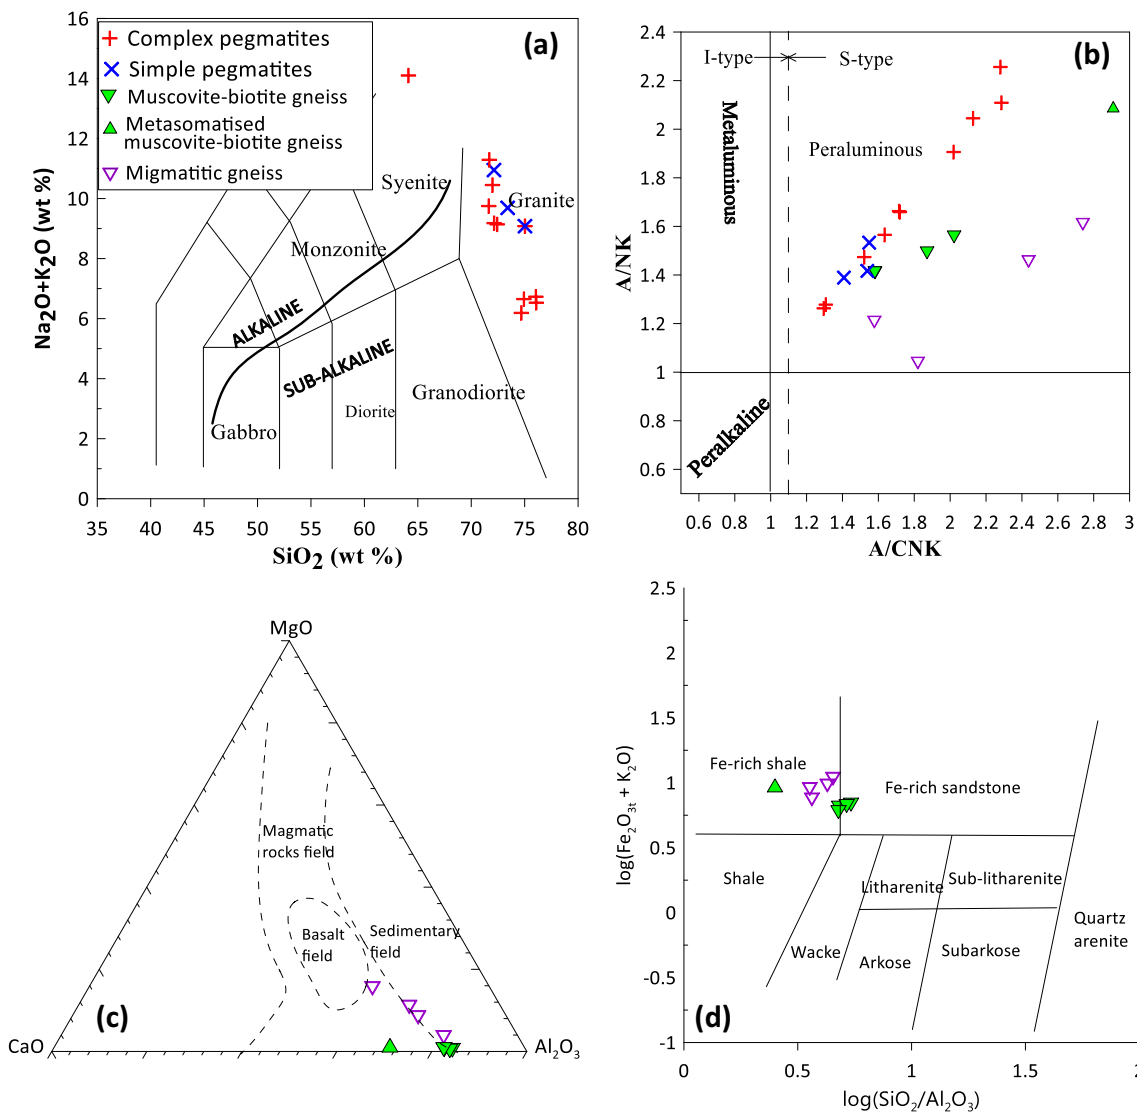 (a)
Na2O+K2O (wt %)
16
14
12
10
8
6
4
2
0
Complex pegmatites
Simple pegmatites
Muscovite-biotite gneiss
Metasomatised
muscovite-biotite gneiss
Migmatitic gneiss
Syenite
Granite
Monzonite
ALKALINE
SUB-ALKALINE
Granodiorite
Diorite
Gabbro
35 40 45 50 55 60 65 70 75 80
SiO2 (wt %)
(b)
A/NK
2.4
2.2
2
1.8
1.6
1.4
1.2
1
0.8
0.6
I-type
S-type
Metaluminous
Peraluminous
Peralkaline
0.6 0.8 1 1.2 1.4 1.6 1.8 2 2.2 2.4 2.6 2.8 3
A/CNK
MgO
Magmatic
rocks field
Basalt
field
Sedimentary
field
(c)
CaO
Al2O3
log(Fe2O3t + K2O)
2.5
2
1.5
1
0.5
0
-0.5
-1
Fe-rich shale
Fe-rich sandstone
Shale
Litharenite
Sub-litharenite
Wacke
Arkose
Subarkose
Quartz
arenite
(d)
0 0.5 1 1.5 2
log(SiO2/Al2O3)